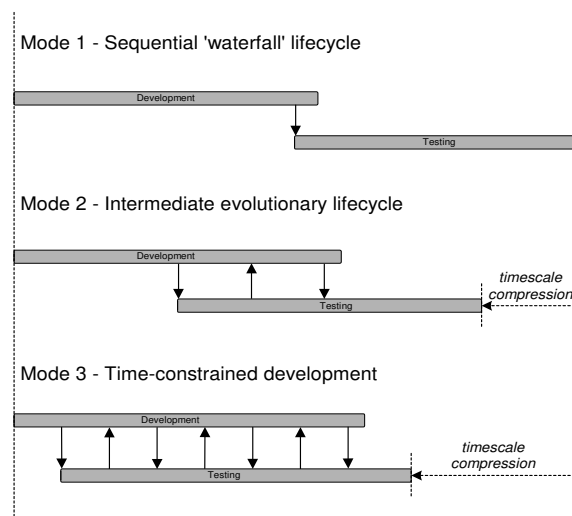 Mode 1 - Sequential 'waterfall' lifecycle
Development
Testing
Mode 2 - Intermediate evolutionary lifecycle
Development
timescale
compression
Testing
Mode 3 - Time-constrained development
Development
timescale
compression
Testing